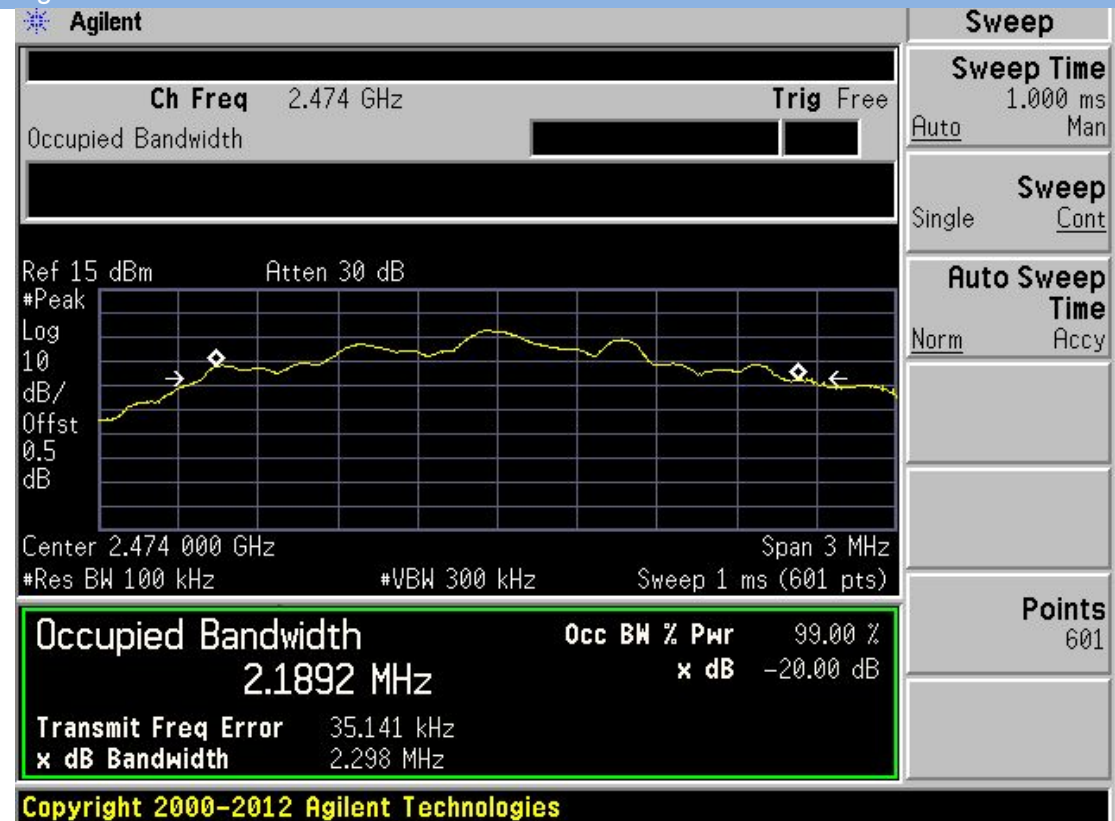 Agilent
Sweep
Ch Freq 2.474 GHz Trig Free
Occupied Bandwidth
Sweep Time
1.000 ms
Auto Man
Sweep
Single Cont
Auto Sweep
Time
Norm Accy
Points
601
Ref 15 dBm Atten 30 dB
#Peak
Log
10
dB/
Offst
0.5
dB
Center 2.474 000 GHz Span 3 MHz
#Res BW 100 kHz #VBW 300 kHz Sweep 1 ms (601 pts)
Occupied Bandwidth
2.1892 MHz
Occ BW % Pwr 99.00 %
x dB -20.00 dB
Transmit Freq Error 35.141 kHz
x dB Bandwidth 2.298 MHz
Copyright 2000-2012 Agilent Technologies